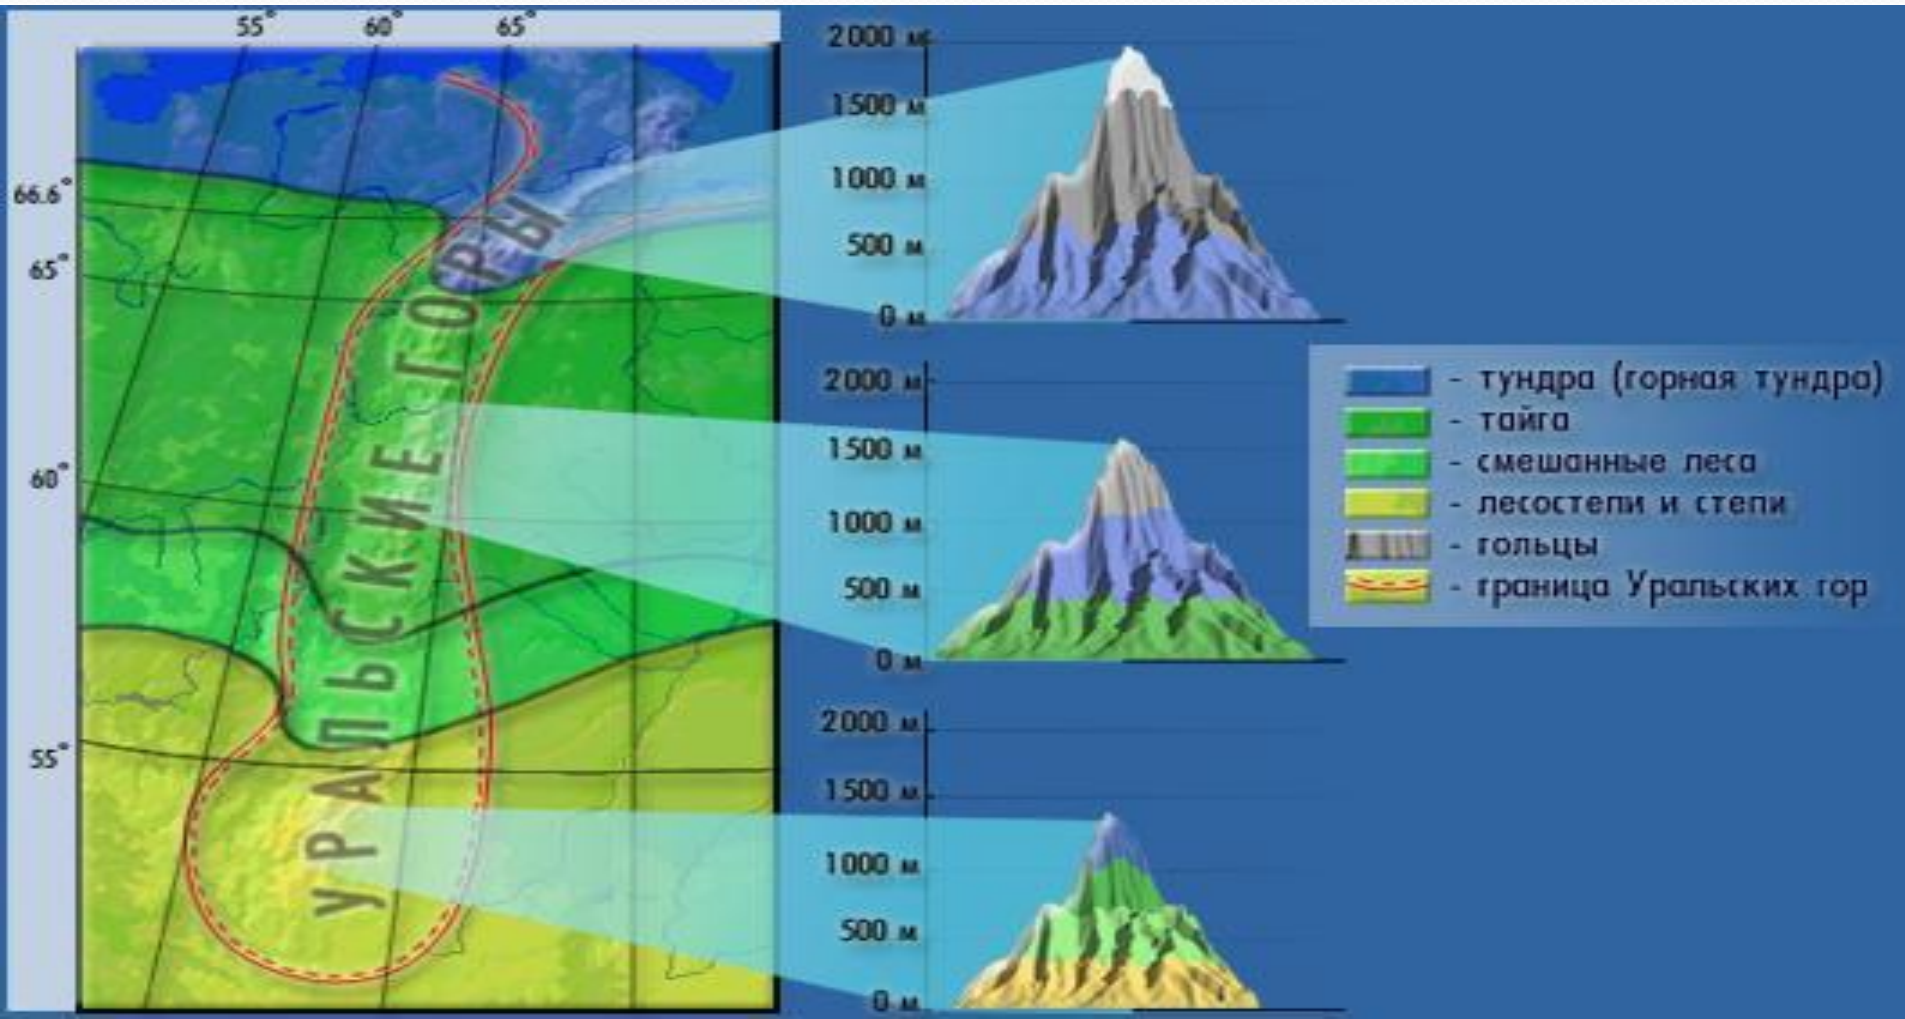 55° 60° 65°
66.6°
65°
60°
55°
УРАЛЬСКИЕ ГОРЫ
2000 м
1500 м
1000 м
500 м
0 м
2000 м
1500 м
1000 м
500 м
0 м
2000 м
1500 м
1000 м
500 м
0 м
- тундра (горная тундра)
- тайга
- смешанные леса
- лесостепи и степи
- гольцы
- граница Уральских гор